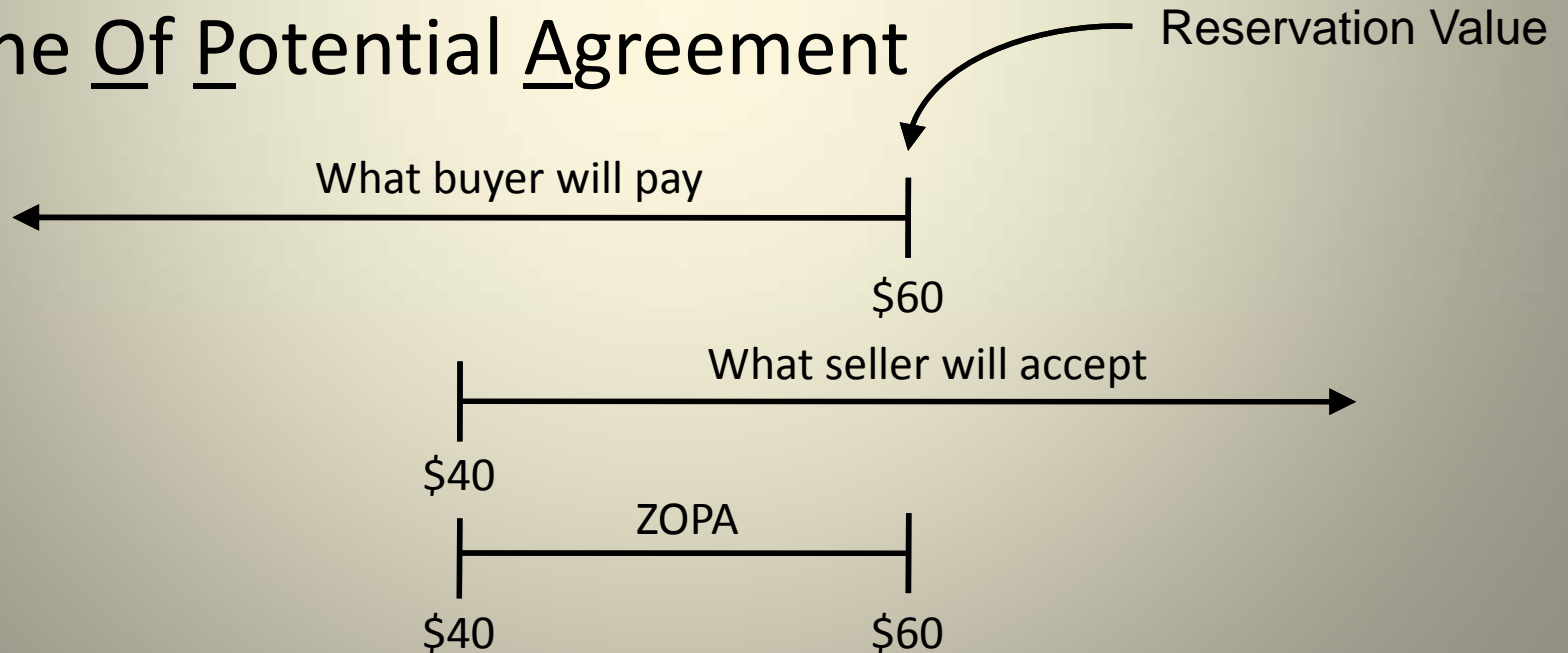 ne Of Potential Agreement
Reservation Value
What buyer will pay
$60
What seller will accept
$40
ZOPA
$40
$60